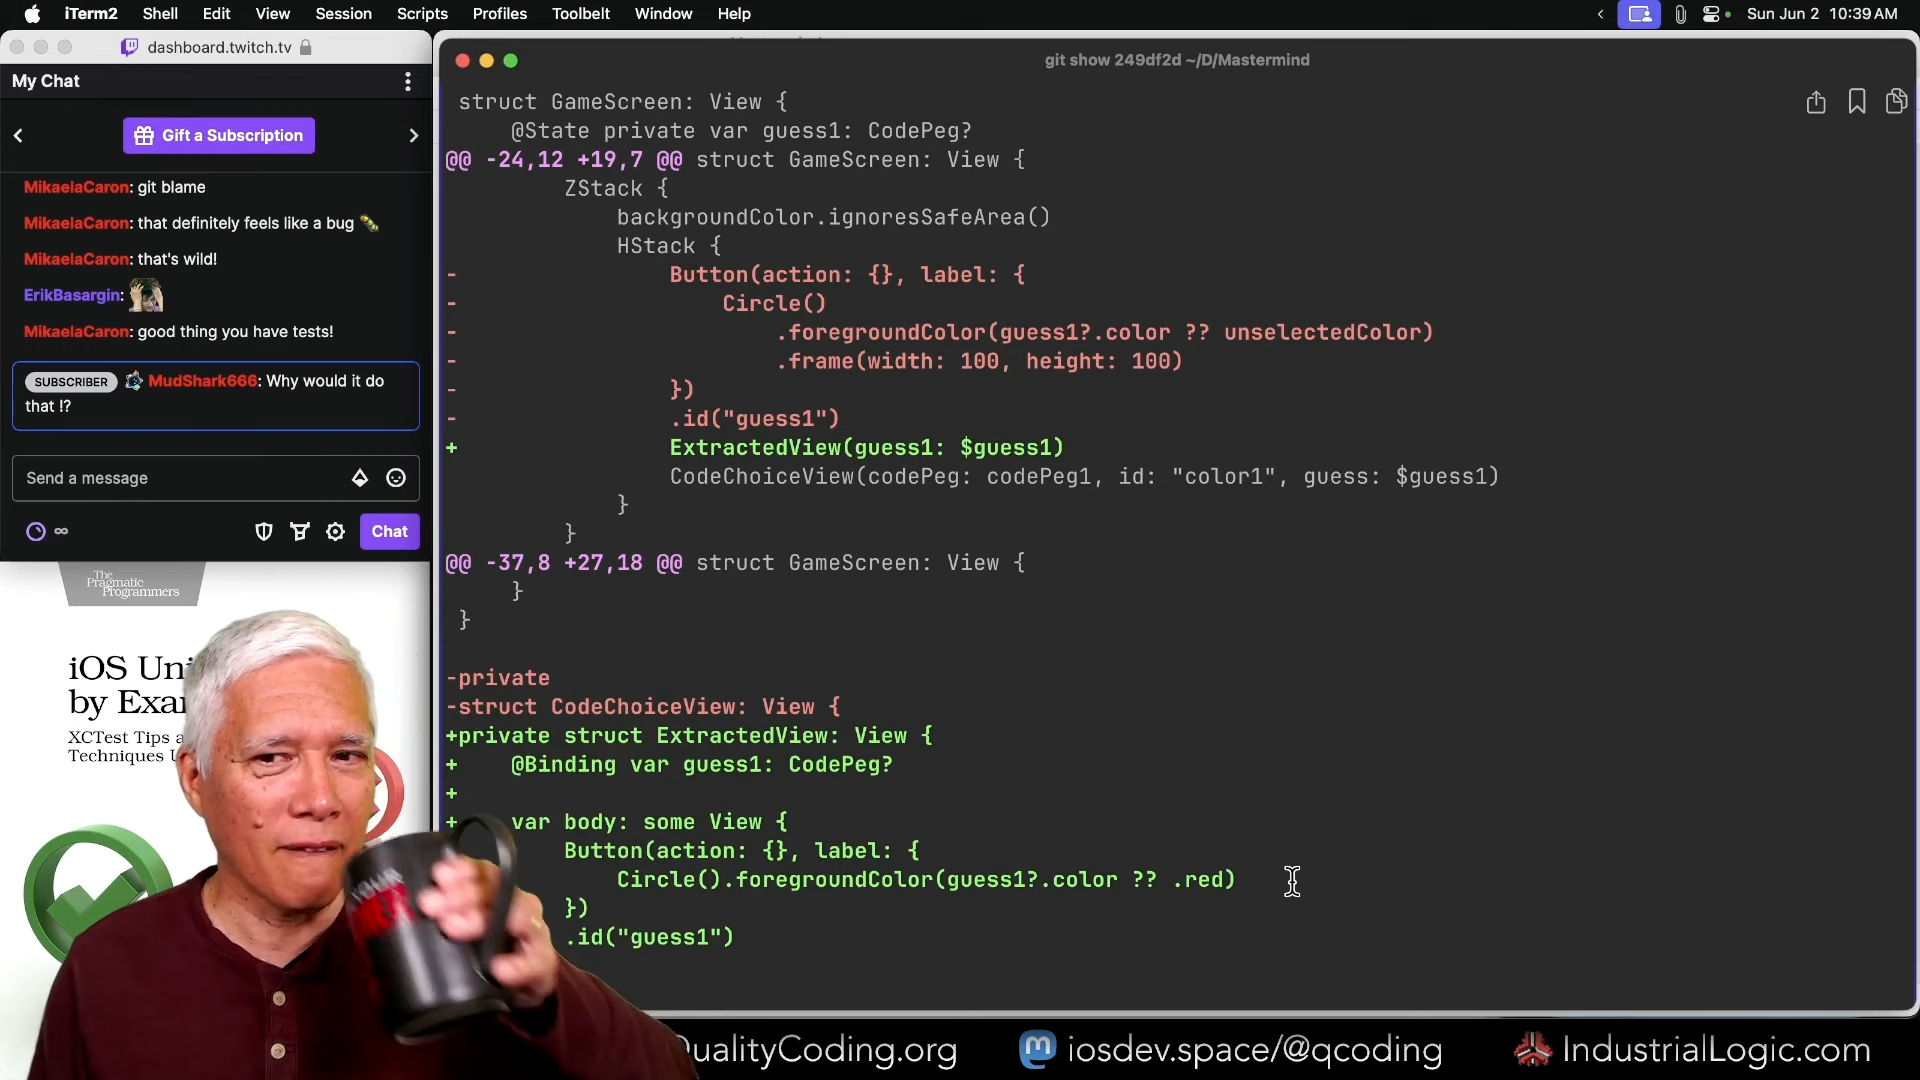 iTerm2 Shell Edit View Session Scripts Profiles Toolbelt Window Help
Sun Jun 2 10:39 AM
dashboard.twitch.tv
My Chat
Gift a Subscription
MikaelaCaron: git blame
MikaelaCaron: that definitely feels like a bug
MikaelaCaron: that's wild!
ErikBasargin:
MikaelaCaron: good thing you have tests!
SUBSCRIBER MudShark666: Why would it do
that !?
Send a message
Chat
The
Pragmatic
Programmers
XCTest Tips
Techniques
git show 249df2d ~/D/Mastermind
struct GameScreen: View {
@State private var guess1: CodePeg?
@@ -24,12 +19,7 @@ struct GameScreen: View {
ZStack {
backgroundColor.ignoresSafeArea()
HStack {
- Button(action: {}, label: {
- Circle()
- .foregroundColor(guess1?.color ?? unselectedColor)
- .frame(width: 100, height: 100)
- })
- .id("guess1")
+ ExtractedView(guess1: $guess1)
CodeChoiceView(codePeg: codePeg1, id: "color1", guess: $guess1)
}
}
@@ -37,8 +27,18 @@ struct GameScreen: View {
}
}
-private
-struct CodeChoiceView: View {
+private struct ExtractedView: View {
+ @Binding var guess1: CodePeg?
+
+ var body: some View {
Button(action: {}, label: {
Circle().foregroundColor(guess1?.color ?? .red)
})
.id("guess1")
iosdev.space/@qcoding
IndustrialLogic.com